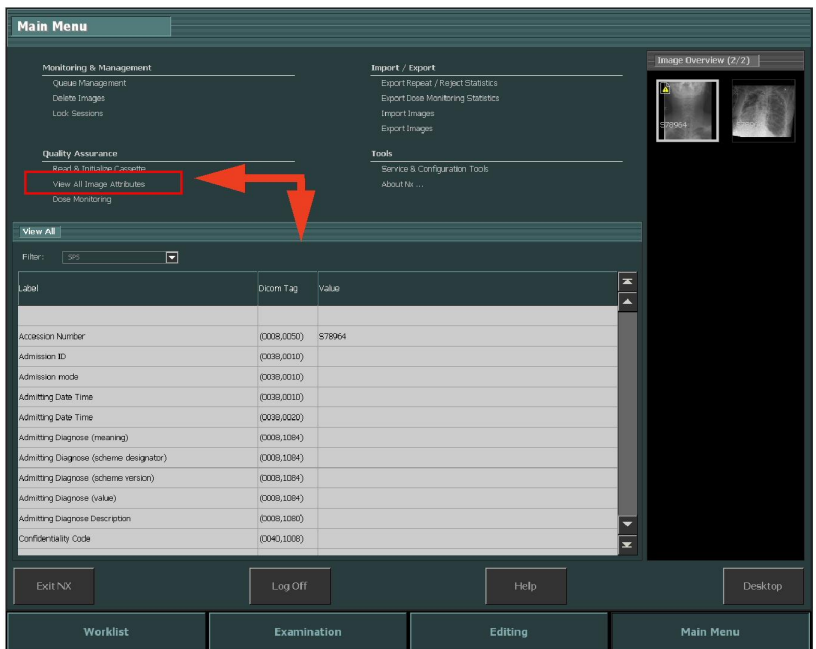 Main Menu
Monitoring & Management
Queue Management
Delete Images
Lock Sessions
Import / Export
Export Repeat / Reject Statistics
Export Dose Monitoring Statistics
Import Images
Export Images
Quality Assurance
Read & Initialize Cassette
View All Image Attributes
Dose Monitoring
Tools
Service & Configuration Tools
About Nx ...
Image Overview (2/2)
S78964
View All
Filter: SPS
Label Dicom Tag Value
Accession Number (0008,0050) S78964
Admission ID (0038,0010)
Admission mode (0038,0010)
Admitting Date Time (0038,0010)
Admitting Date Time (0038,0020)
Admitting Diagnose (meaning) (0008,1084)
Admitting Diagnose (scheme designator) (0008,1084)
Admitting Diagnose (scheme version) (0008,1084)
Admitting Diagnose (value) (0008,1084)
Admitting Diagnose Description (0008,1080)
Confidentiality Code (0040,1008)
Exit NX
Log Off
Help
Desktop
Worklist
Examination
Editing
Main Menu